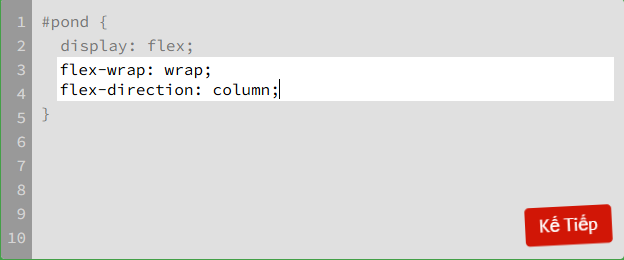 1 #pond {
2 display: flex;
3 flex-wrap: wrap;
4 flex-direction: column;
5 }
6
7
8
9
10
Kế Tiếp